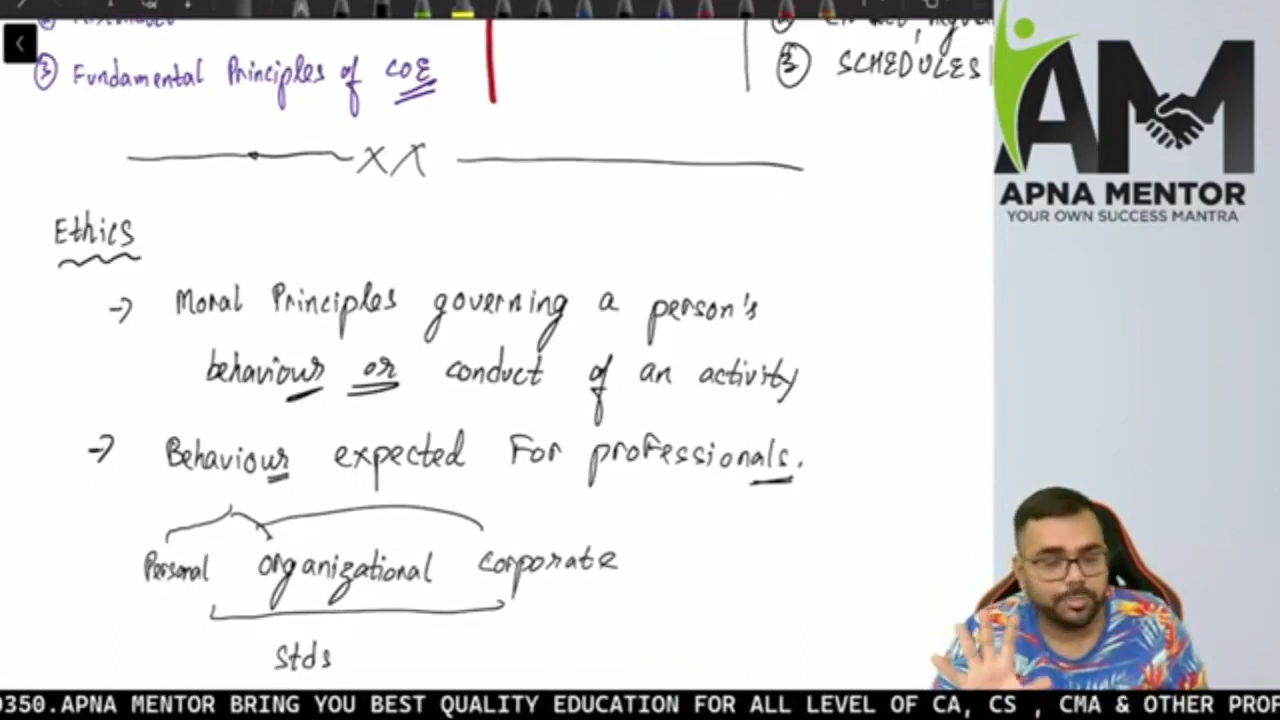 ③ Fundamental Principles of COE
③ SCHEDULES
XX
Ethics
→ Moral Principles governing a person's
behaviour or conduct of an activity
→ Behaviour expected For professionals.
Personal organizational corporate
Stds
AM
APNA MENTOR
YOUR OWN SUCCESS MANTRA
0350.APNA MENTOR BRING YOU BEST QUALITY EDUCATION FOR ALL LEVEL OF CA, CS , CMA & OTHER PROF